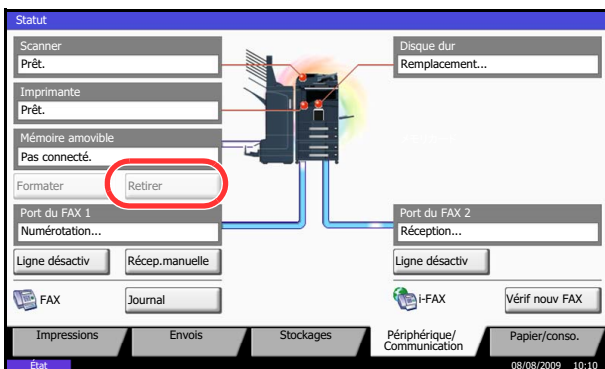 Statut
Scanner
Prêt.
Disque dur
Remplacement...
Imprimante
Prêt.
Mémoire amovible
Pas connecté.
Formater
Retirer
Port du FAX 1
Numérotation...
Port du FAX 2
Réception...
Ligne désactiv
Récep.manuelle
Ligne désactiv
FAX
Journal
i-FAX
Vérif nouv FAX
Impressions
Envois
Stockages
Périphérique/
Communication
Papier/conso.
État
08/08/2009 10:10